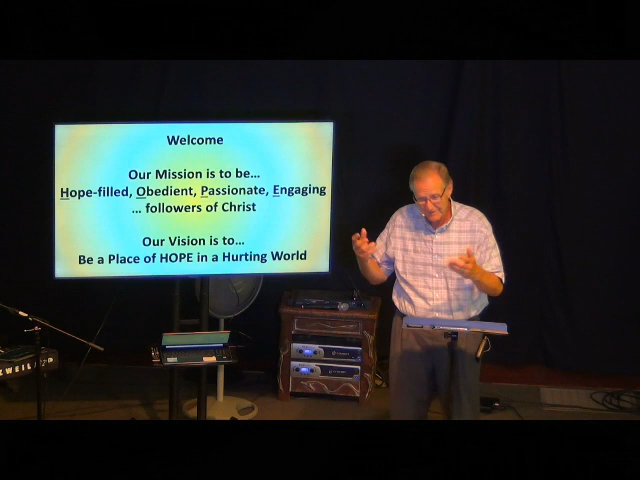 Welcome
Our Mission is to be...
Hope-filled, Obedient, Passionate, Engaging
... followers of Christ
Our Vision is to...
Be a Place of HOPE in a Hurting World